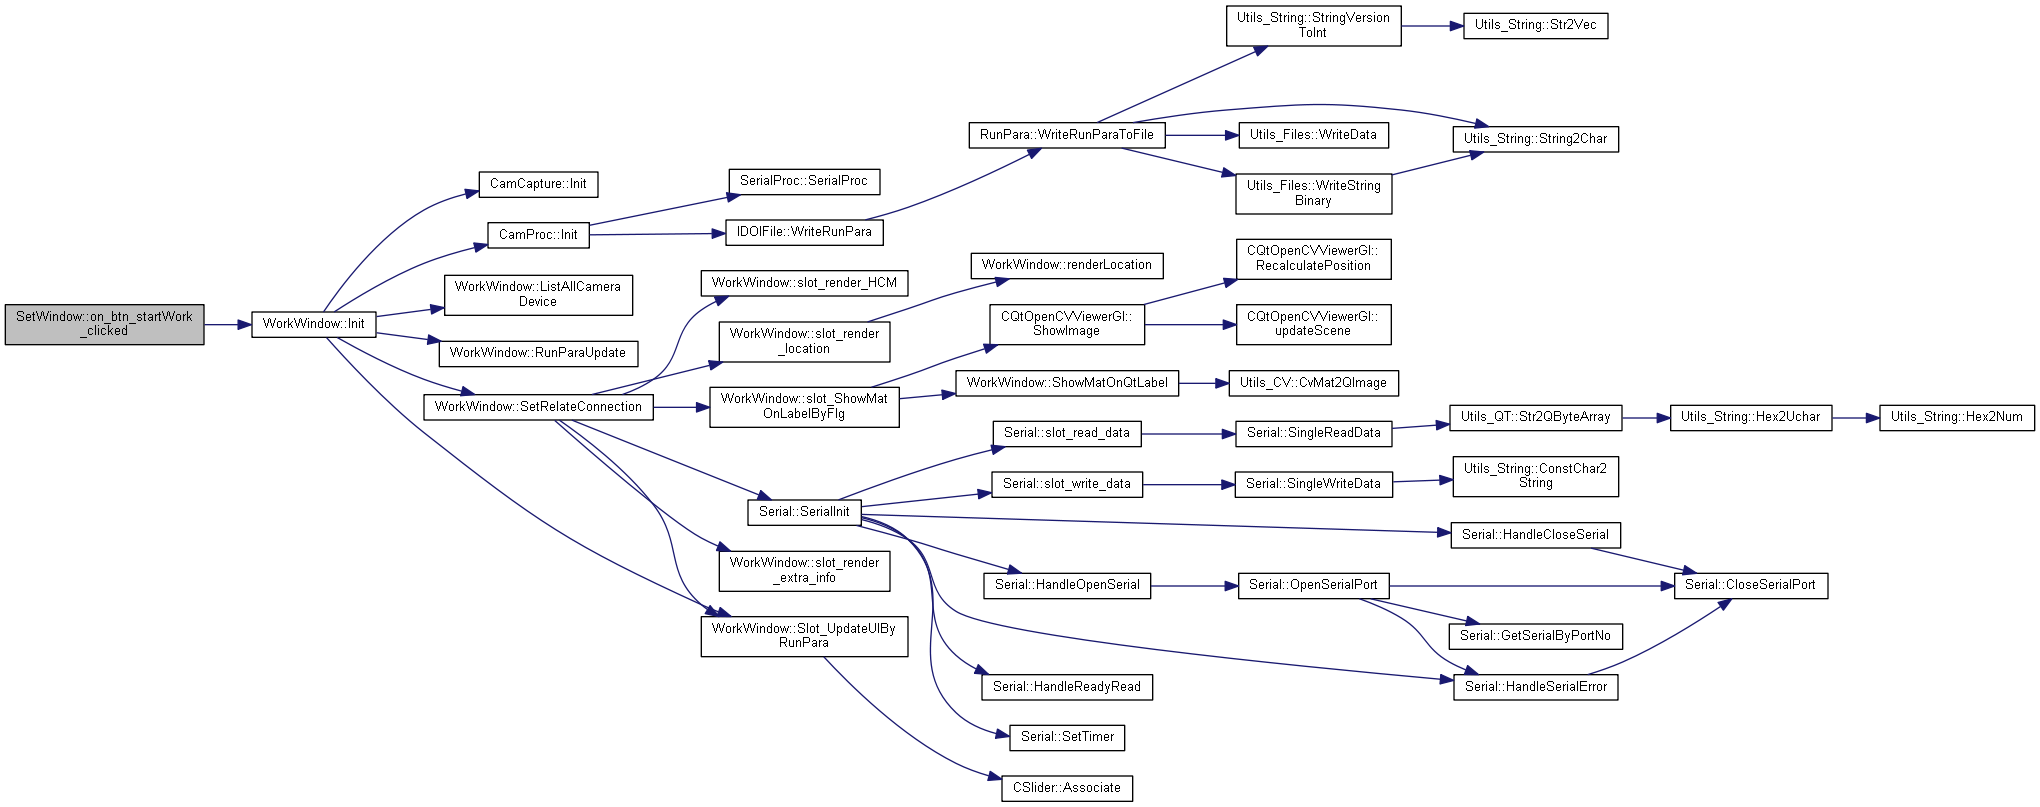 SetWindow::on_btn_startWork
_clicked
WorkWindow::Init
CamCapture::Init
CamProc::Init
WorkWindow::ListAllCamera
Device
WorkWindow::RunParaUpdate
WorkWindow::SetRelateConnection
SerialProc::SerialProc
IDOIFile::WriteRunPara
WorkWindow::slot_render_HCM
WorkWindow::slot_render
_location
WorkWindow::slot_ShowMat
OnLabelByFlg
Serial::SerialInit
WorkWindow::slot_render
_extra_info
WorkWindow::Slot_UpdateUIBy
RunPara
RunPara::WriteRunParaToFile
WorkWindow::renderLocation
CQtOpenCVViewerGl::
ShowImage
WorkWindow::ShowMatOnQtLabel
Serial::slot_read_data
Serial::slot_write_data
Serial::HandleOpenSerial
Serial::HandleReadyRead
Serial::SetTimer
CSlider::Associate
Utils_String::StringVersion
ToInt
Utils_Files::WriteData
Utils_Files::WriteString
Binary
CQtOpenCVViewerGl::
RecalculatePosition
CQtOpenCVViewerGl::
updateScene
Utils_CV::CvMat2QImage
Serial::SingleReadData
Serial::SingleWriteData
Serial::OpenSerialPort
Utils_String::Str2Vec
Utils_String::String2Char
Utils_QT::Str2QByteArray
Utils_String::ConstChar2
String
Serial::HandleCloseSerial
Serial::GetSerialByPortNo
Serial::HandleSerialError
Utils_String::Hex2Uchar
Serial::CloseSerialPort
Utils_String::Hex2Num